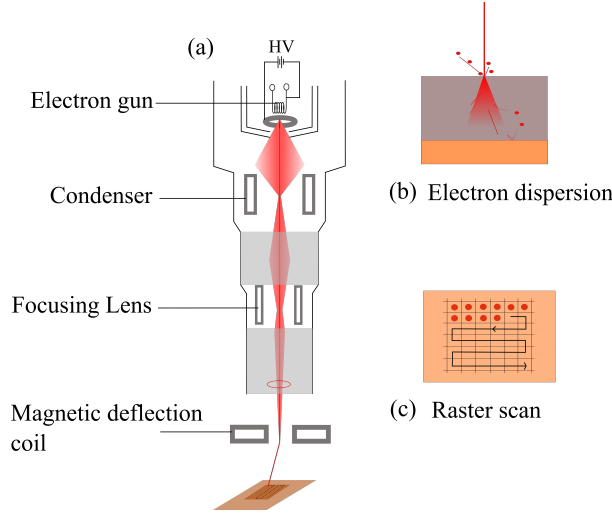 (a)
HV
Electron gun
Condenser
Focusing Lens
Magnetic deflection
coil
(b) Electron dispersion
(c) Raster scan